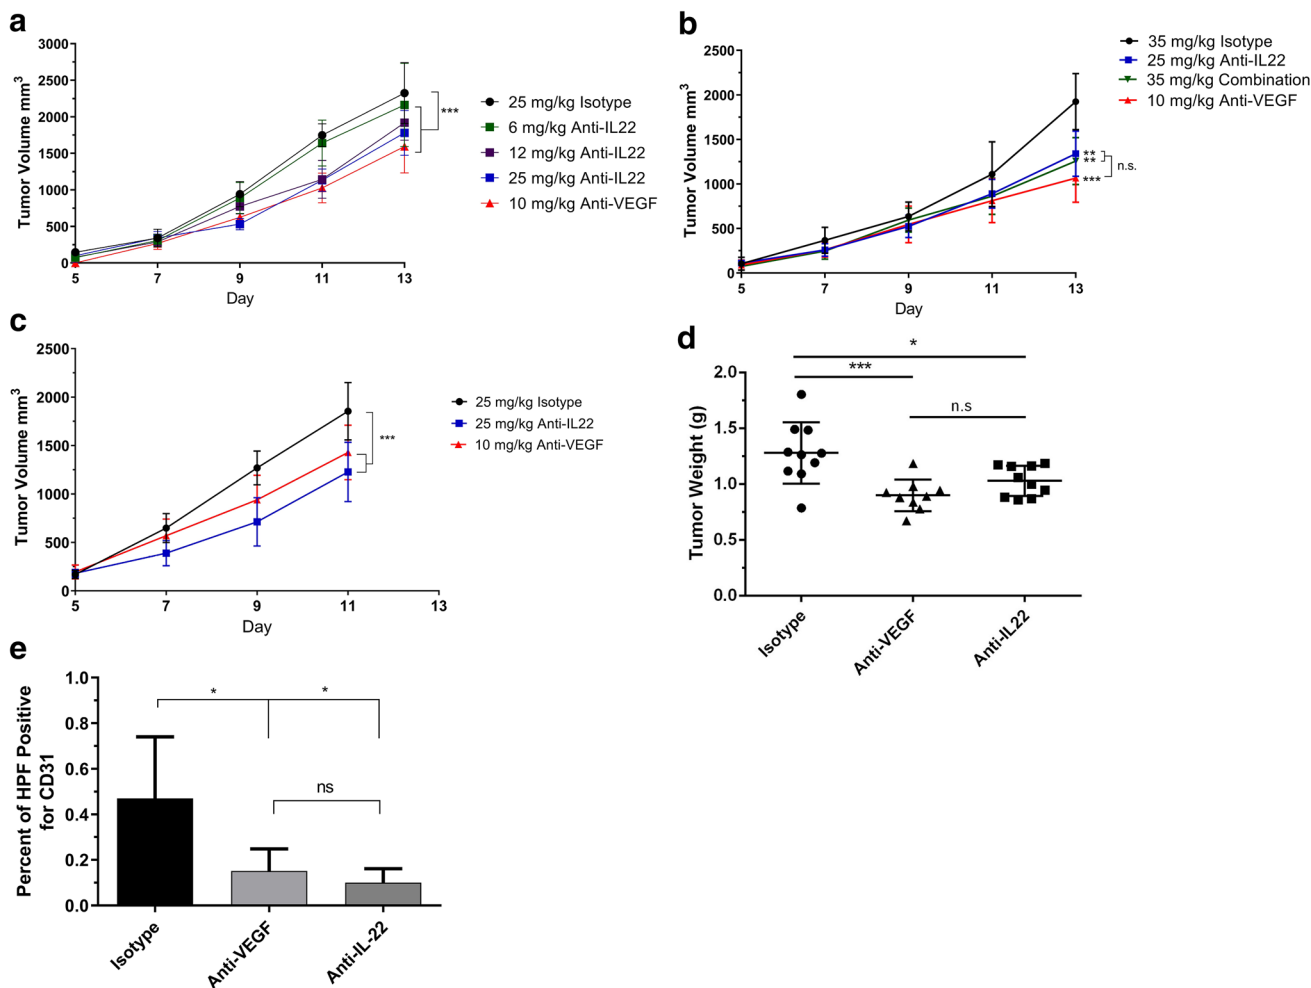 a
3000
2500
2000
1500
1000
500
0
Tumor Volume mm3
5 7 9 11 13
Day
***
25 mg/kg Isotype
6 mg/kg Anti-IL22
12 mg/kg Anti-IL22
25 mg/kg Anti-IL22
10 mg/kg Anti-VEGF
b
2500
2000
1500
1000
500
0
Tumor Volume mm3
5 7 9 11 13
Day
**
**
***
n.s.
35 mg/kg Isotype
25 mg/kg Anti-IL22
35 mg/kg Combination
10 mg/kg Anti-VEGF
c
2500
2000
1500
1000
500
0
Tumor Volume mm3
5 7 9 11 13
Day
***
25 mg/kg Isotype
25 mg/kg Anti-IL22
10 mg/kg Anti-VEGF
d
*
***
n.s
2.0
1.5
1.0
0.5
0.0
Tumor Weight (g)
Isotype
Anti-VEGF
Anti-IL22
e
1.0
0.8
0.6
0.4
0.2
0.0
Percent of HPF Positive
for CD31
* *
ns
Isotype
Anti-VEGF
Anti-IL-22